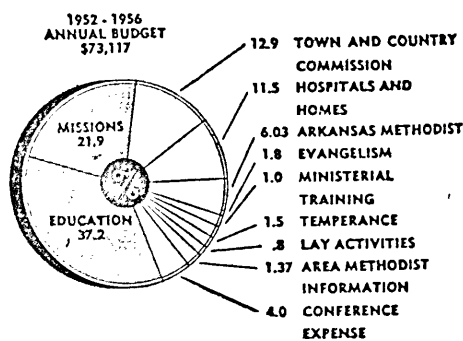 1952 - 1956
ANNUAL BUDGET
$73,117
MISSIONS
21.9
%
EDUCATION
37.2
12.9 TOWN AND COUNTRY
COMMISSION
11.5 HOSPITALS AND
HOMES
6.03 ARKANSAS METHODIST
1.8 EVANGELISM
1.0 MINISTERIAL
TRAINING
1.5 TEMPERANCE
.8 LAY ACTIVITIES
1.37 AREA METHODIST
INFORMATION
4.0 CONFERENCE
EXPENSE